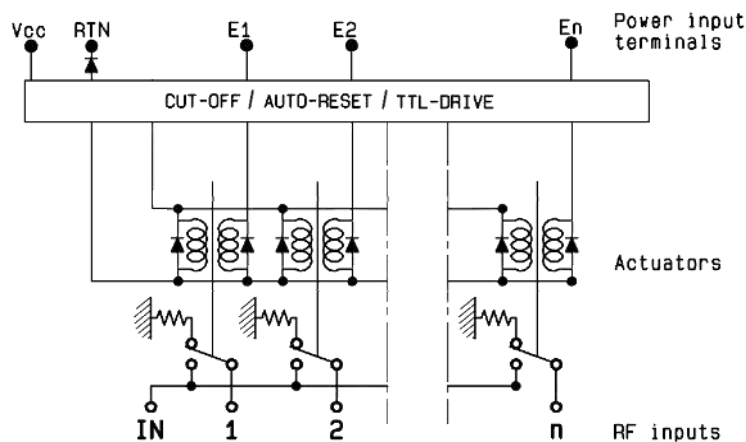 Vcc RTN E1 E2 En Power input
terminals
CUT-OFF / AUTO-RESET / TTL-DRIVE
Actuators
IN 1 2 n RF inputs